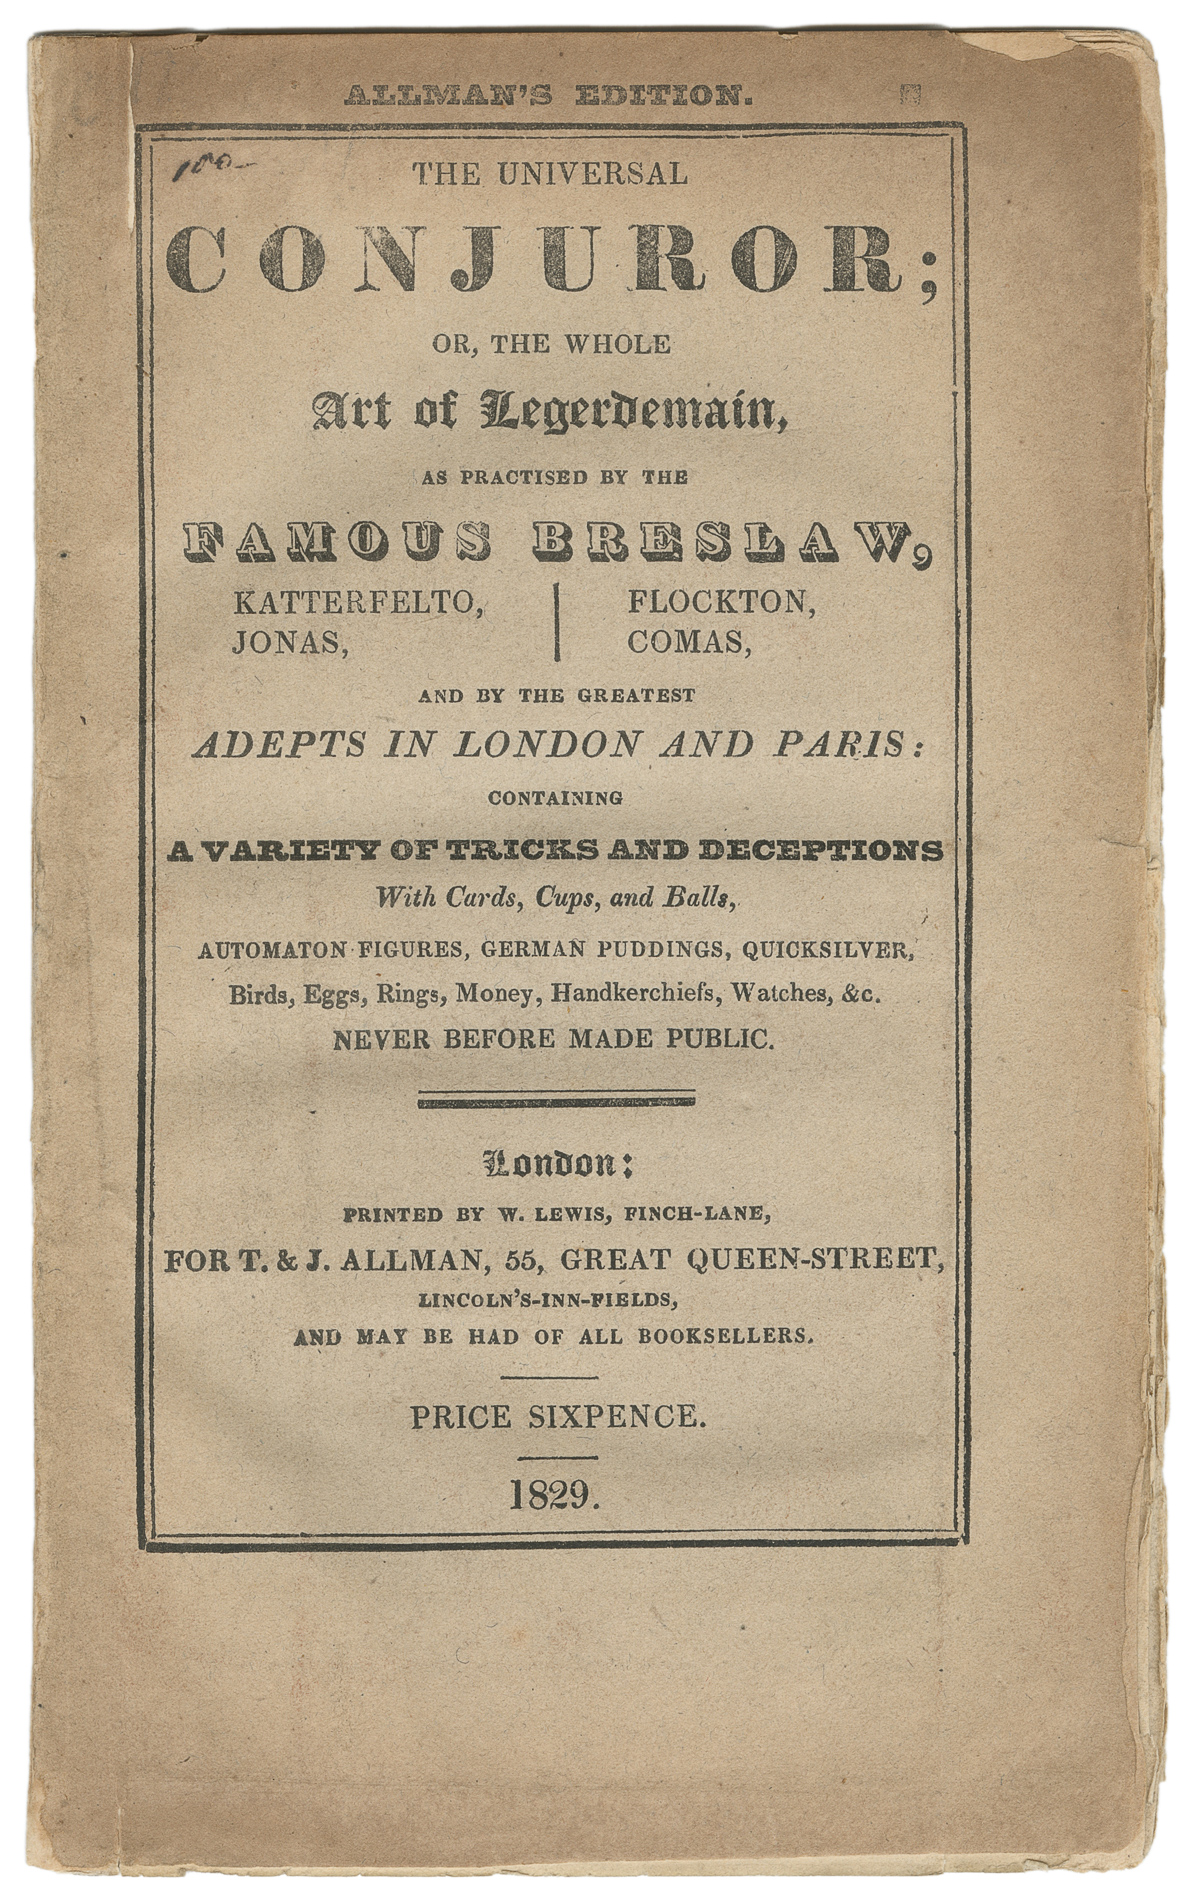 ALLMAN'S EDITION.
100-
THE UNIVERSAL
CONJUROR;
OR, THE WHOLE
Art of Legerdemain,
AS PRACTISED BY THE
FAMOUS BRESLAW,
KATTERFELTO, FLOCKTON,
JONAS, COMAS,
AND BY THE GREATEST
ADEPTS IN LONDON AND PARIS:
CONTAINING
A VARIETY OF TRICKS AND DECEPTIONS
With Cards, Cups, and Balls,
AUTOMATON FIGURES, GERMAN PUDDINGS, QUICKSILVER,
Birds, Eggs, Rings, Money, Handkerchiefs, Watches, &c.
NEVER BEFORE MADE PUBLIC.
London:
PRINTED BY W. LEWIS, FINCH-LANE,
FOR T. & J. ALLMAN, 55, GREAT QUEEN-STREET,
LINCOLN'S-INN-FIELDS,
AND MAY BE HAD OF ALL BOOKSELLERS.
PRICE SIXPENCE.
1829.